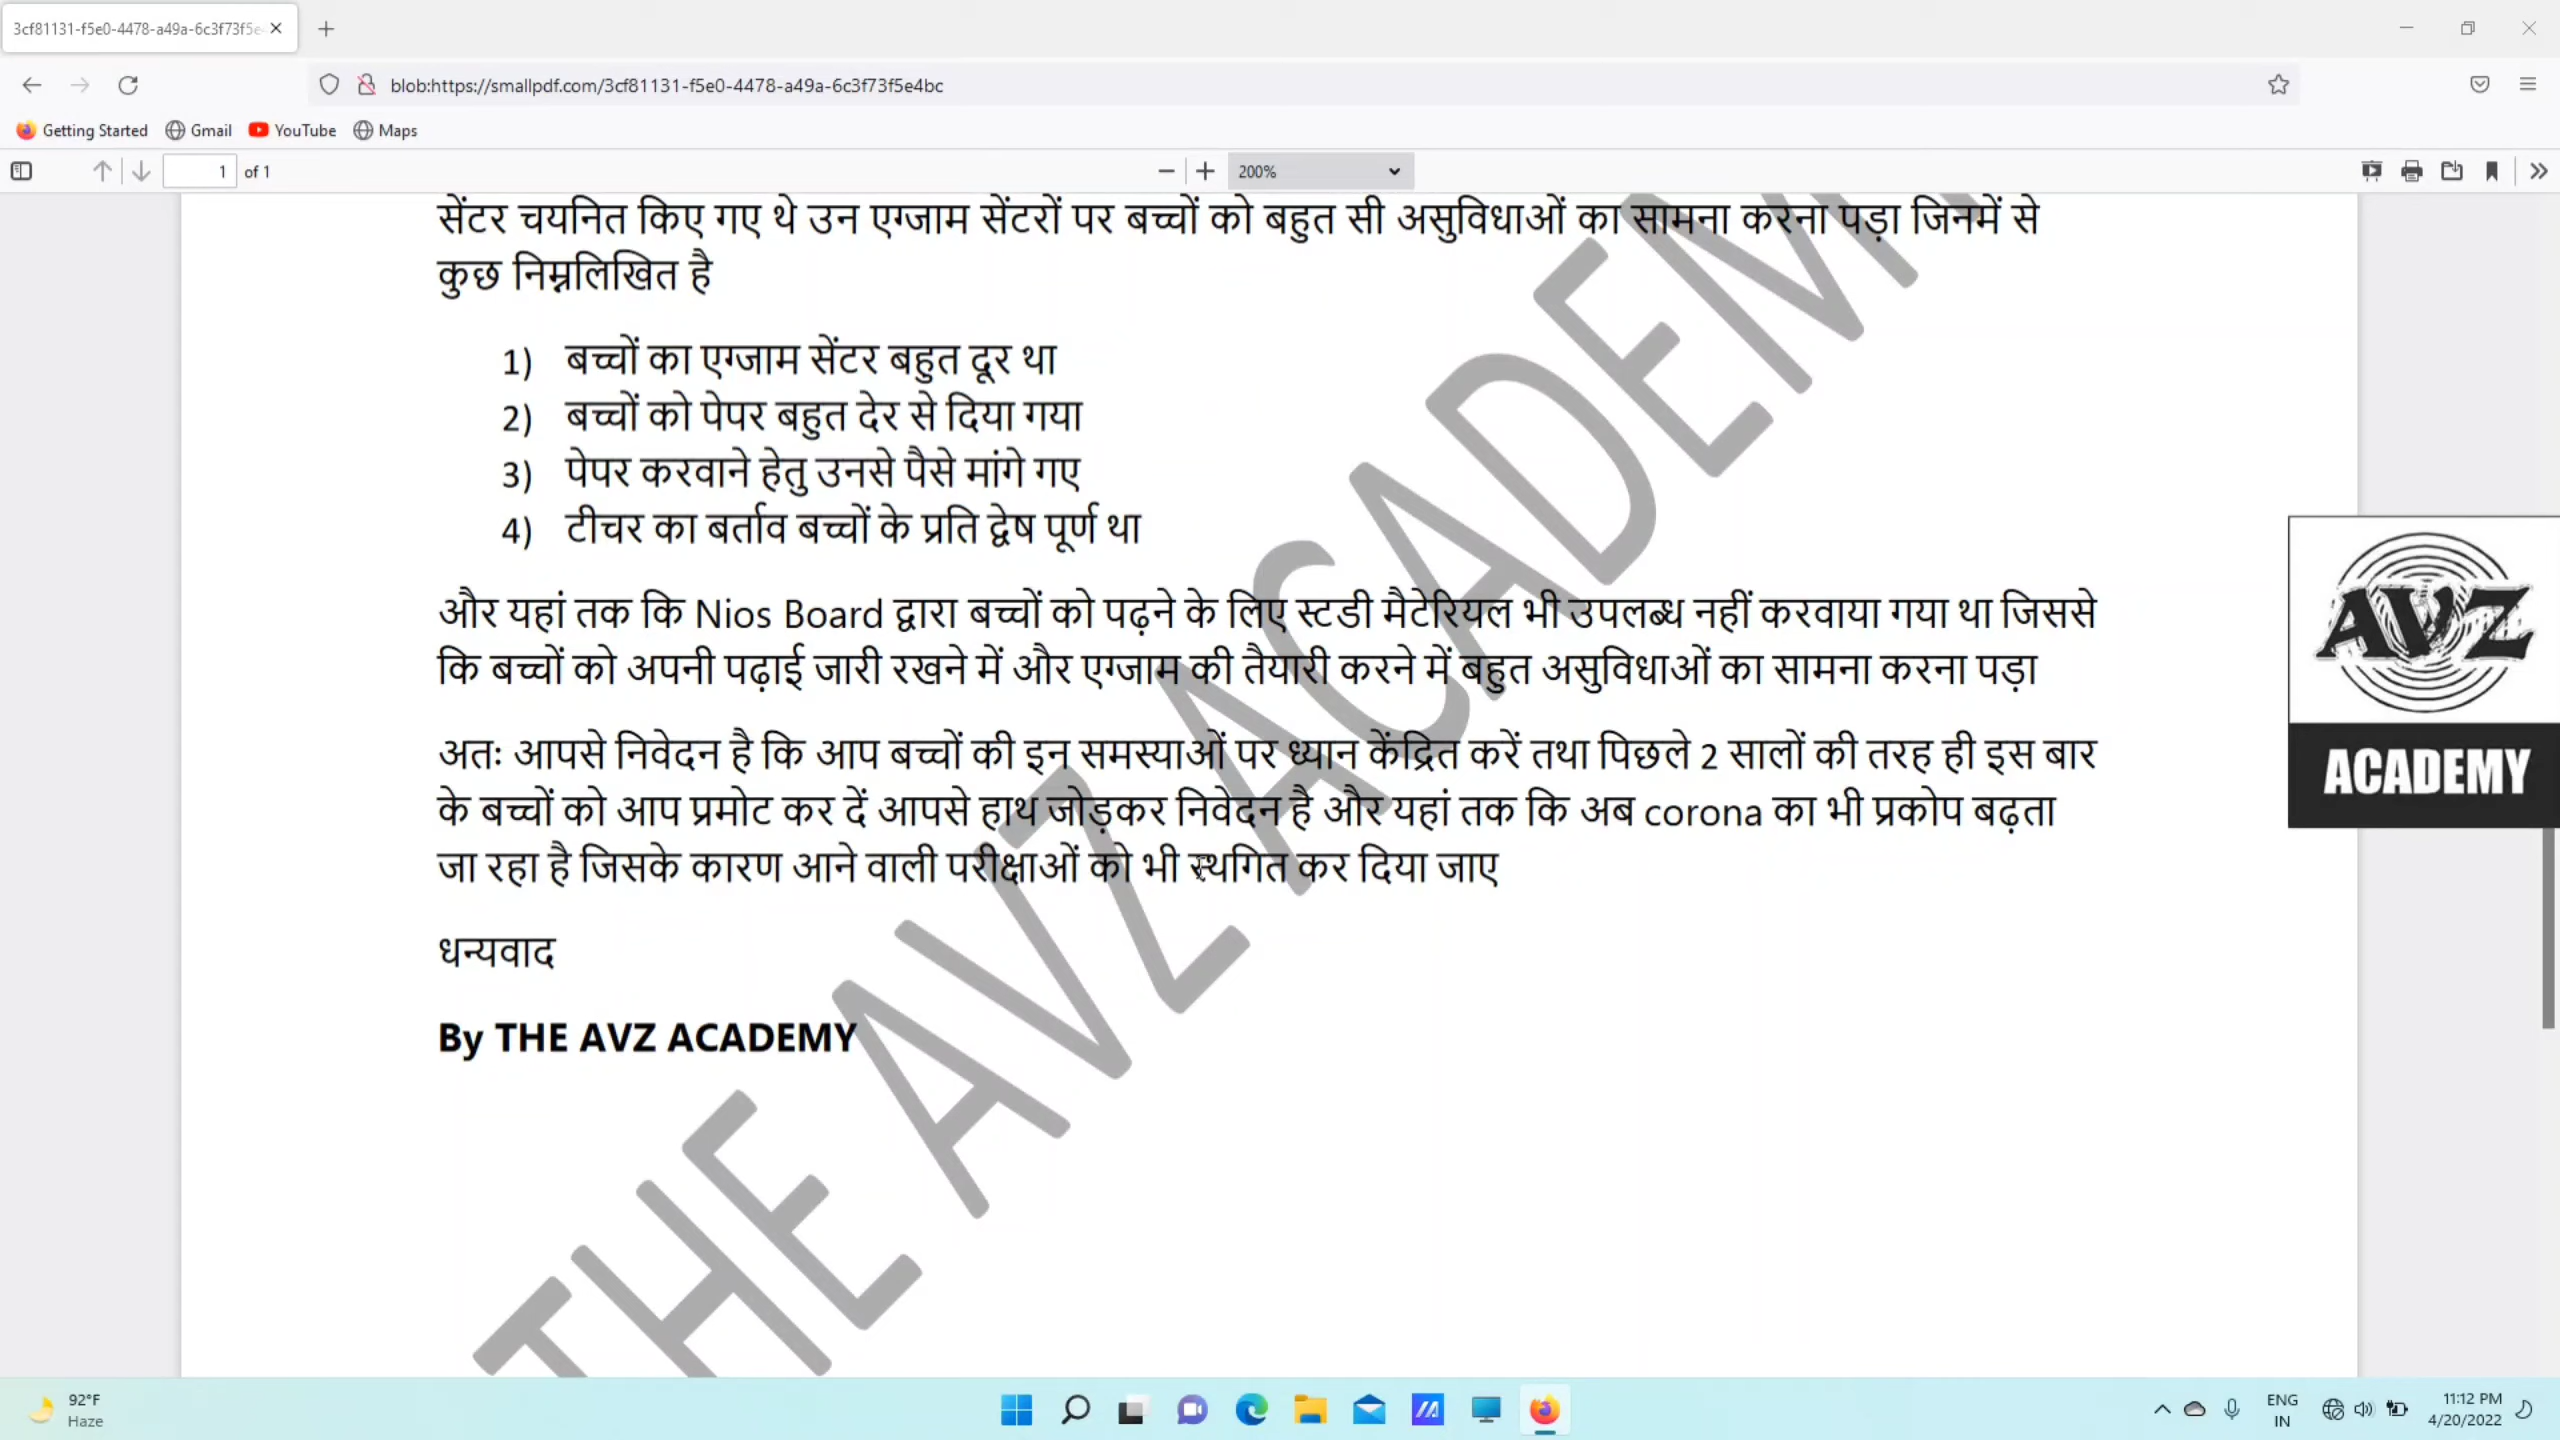 3cf81131-f5e0-4478-a49a-6c3f73f5e
blob:https://smallpdf.com/3cf81131-f5e0-4478-a49a-6c3f73f5e4bc
Getting Started Gmail YouTube Maps
1 of 1 200%
सेंटर चयनित किए गए थे उन एग्जाम सेंटरों पर बच्चों को बहुत सी असुविधाओं का सामना करना पड़ा जिनमें से
कुछ निम्नलिखित है
1) बच्चों का एग्जाम सेंटर बहुत दूर था
2) बच्चों को पेपर बहुत देर से दिया गया
3) पेपर करवाने हेतु उनसे पैसे मांगे गए
4) टीचर का बर्ताव बच्चों के प्रति द्वेष पूर्ण था
और यहां तक कि Nios Board द्वारा बच्चों को पढ़ने के लिए स्टडी मैटेरियल भी उपलब्ध नहीं करवाया गया था जिससे
कि बच्चों को अपनी पढ़ाई जारी रखने में और एग्जाम की तैयारी करने में बहुत असुविधाओं का सामना करना पड़ा
अतः आपसे निवेदन है कि आप बच्चों की इन समस्याओं पर ध्यान केंद्रित करें तथा पिछले 2 सालों की तरह ही इस बार
के बच्चों को आप प्रमोट कर दें आपसे हाथ जोड़कर निवेदन है और यहां तक कि अब corona का भी प्रकोप बढ़ता
जा रहा है जिसके कारण आने वाली परीक्षाओं को भी स्थगित कर दिया जाए
धन्यवाद
By THE AVZ ACADEMY
THE AVZ ACADEMY
AVZ
ACADEMY
92°F
Haze
ENG
IN
11:12 PM
4/20/2022